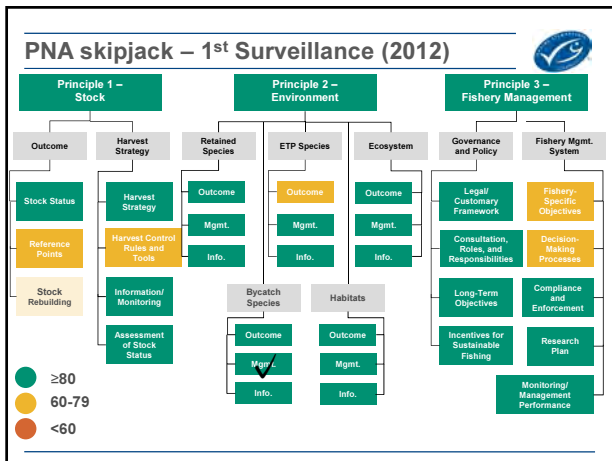 PNA skipjack – 1st Surveillance (2012)
Principle 1 –
Stock
Principle 2 –
Environment
Principle 3 –
Fishery Management
Outcome
Harvest
Strategy
Retained
Species
ETP Species
Ecosystem
Governance
and Policy
Fishery Mgmt.
System
Stock Status
Reference
Points
Stock
Rebuilding
Harvest
Strategy
Harvest Control
Rules and
Tools
Information/
Monitoring
Assessment
of Stock
Status
Outcome
Mgmt.
Info.
Outcome
Mgmt.
Info.
Outcome
Mgmt.
Info.
Bycatch
Species
Outcome
Mgmt.
Info.
Habitats
Outcome
Mgmt.
Info.
Legal/
Customary
Framework
Consultation,
Roles, and
Responsibilities
Long-Term
Objectives
Incentives for
Sustainable
Fishing
Fishery-
Specific
Objectives
Decision-
Making
Processes
Compliance
and
Enforcement
Research
Plan
Monitoring/
Management
Performance
≥80
60-79
<60